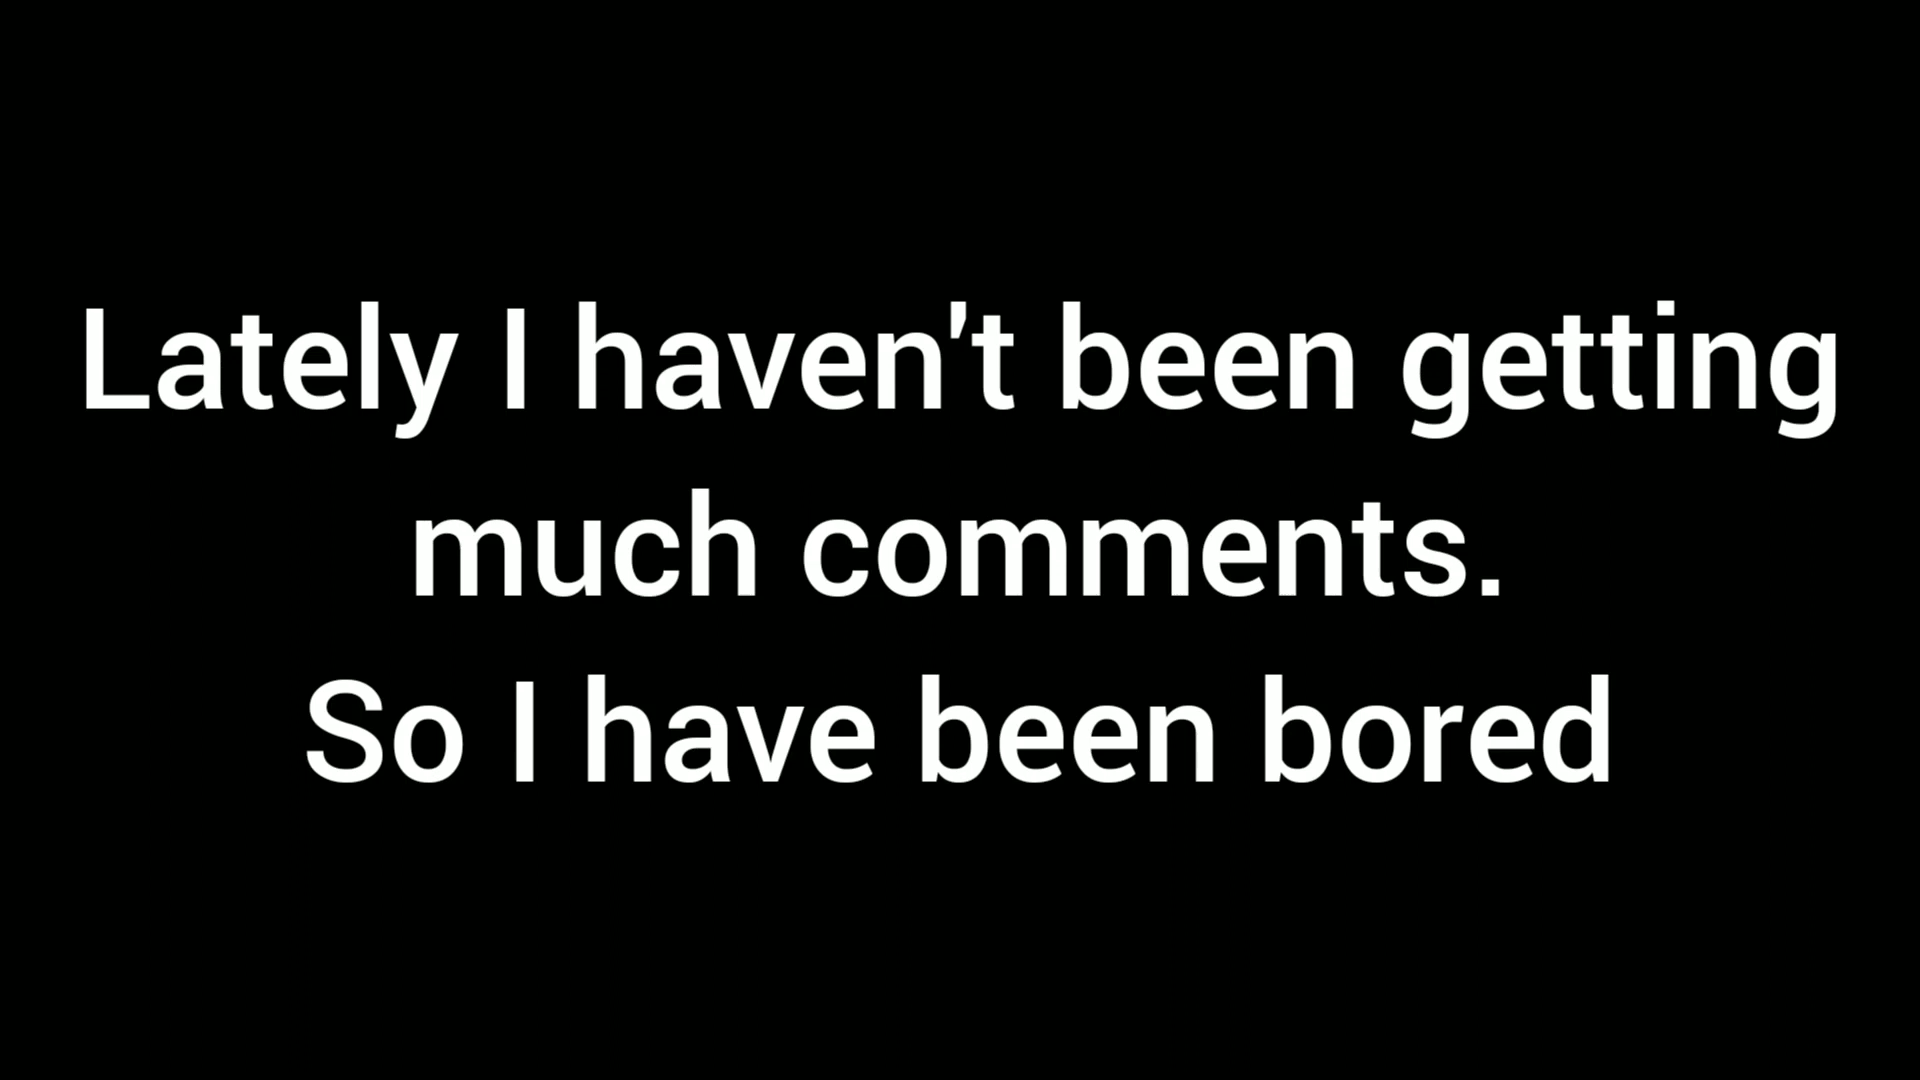 Lately I haven't been getting
much comments.
So I have been bored